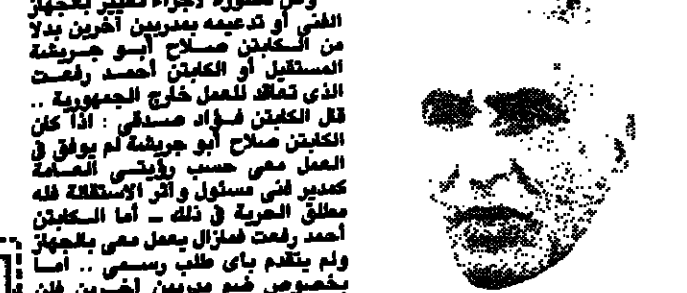 الفنى أو تدعيمه بمدربين آخرين بدلا
من الكابتن صلاح أبو جريشة
المستقيل أو الكابتن أحمد رفعت
الذى تعاقد للعمل خارج الجمهورية ..
قال الكابتن فؤاد صدقى : اذا كان
الكابتن صلاح أبو جريشة لم يوفق فى
العمل معى حسب رؤيتى العامة
كمدير فنى مسئول وآثر الاستقالة فله
مطلق الحرية فى ذلك ــ أما الكابتن
أحمد رفعت فمازال يعمل معى بالجهاز
ولم يتقدم بأى طلب رسمى .. أما
بخصوص ضم مدربين آخرين فلن